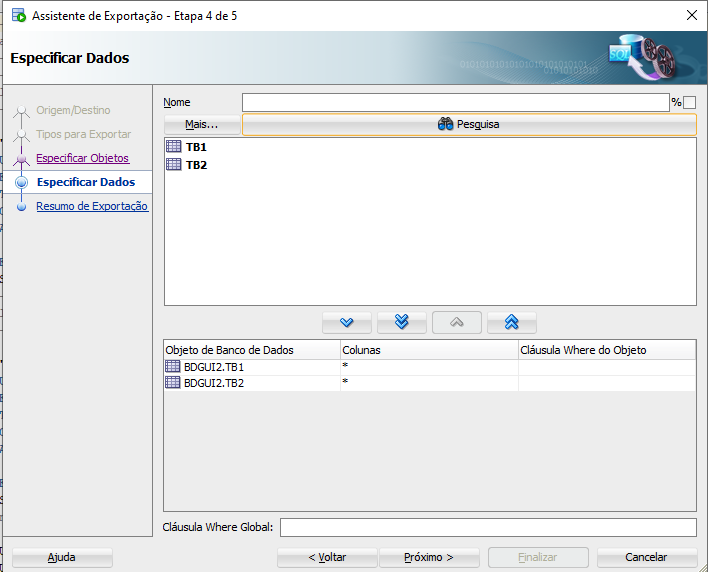 Assistente de Exportação - Etapa 4 de 5
Especificar Dados
SQL
Origem/Destino
Tipos para Exportar
Especificar Objetos
Especificar Dados
Resumo de Exportação
Nome
%
Mais...
Pesquisa
TB1
TB2
Objeto de Banco de Dados Colunas Cláusula Where do Objeto
BDGUI2.TB1 *
BDGUI2.TB2 *
Cláusula Where Global:
Ajuda
< Voltar
Próximo >
Finalizar
Cancelar